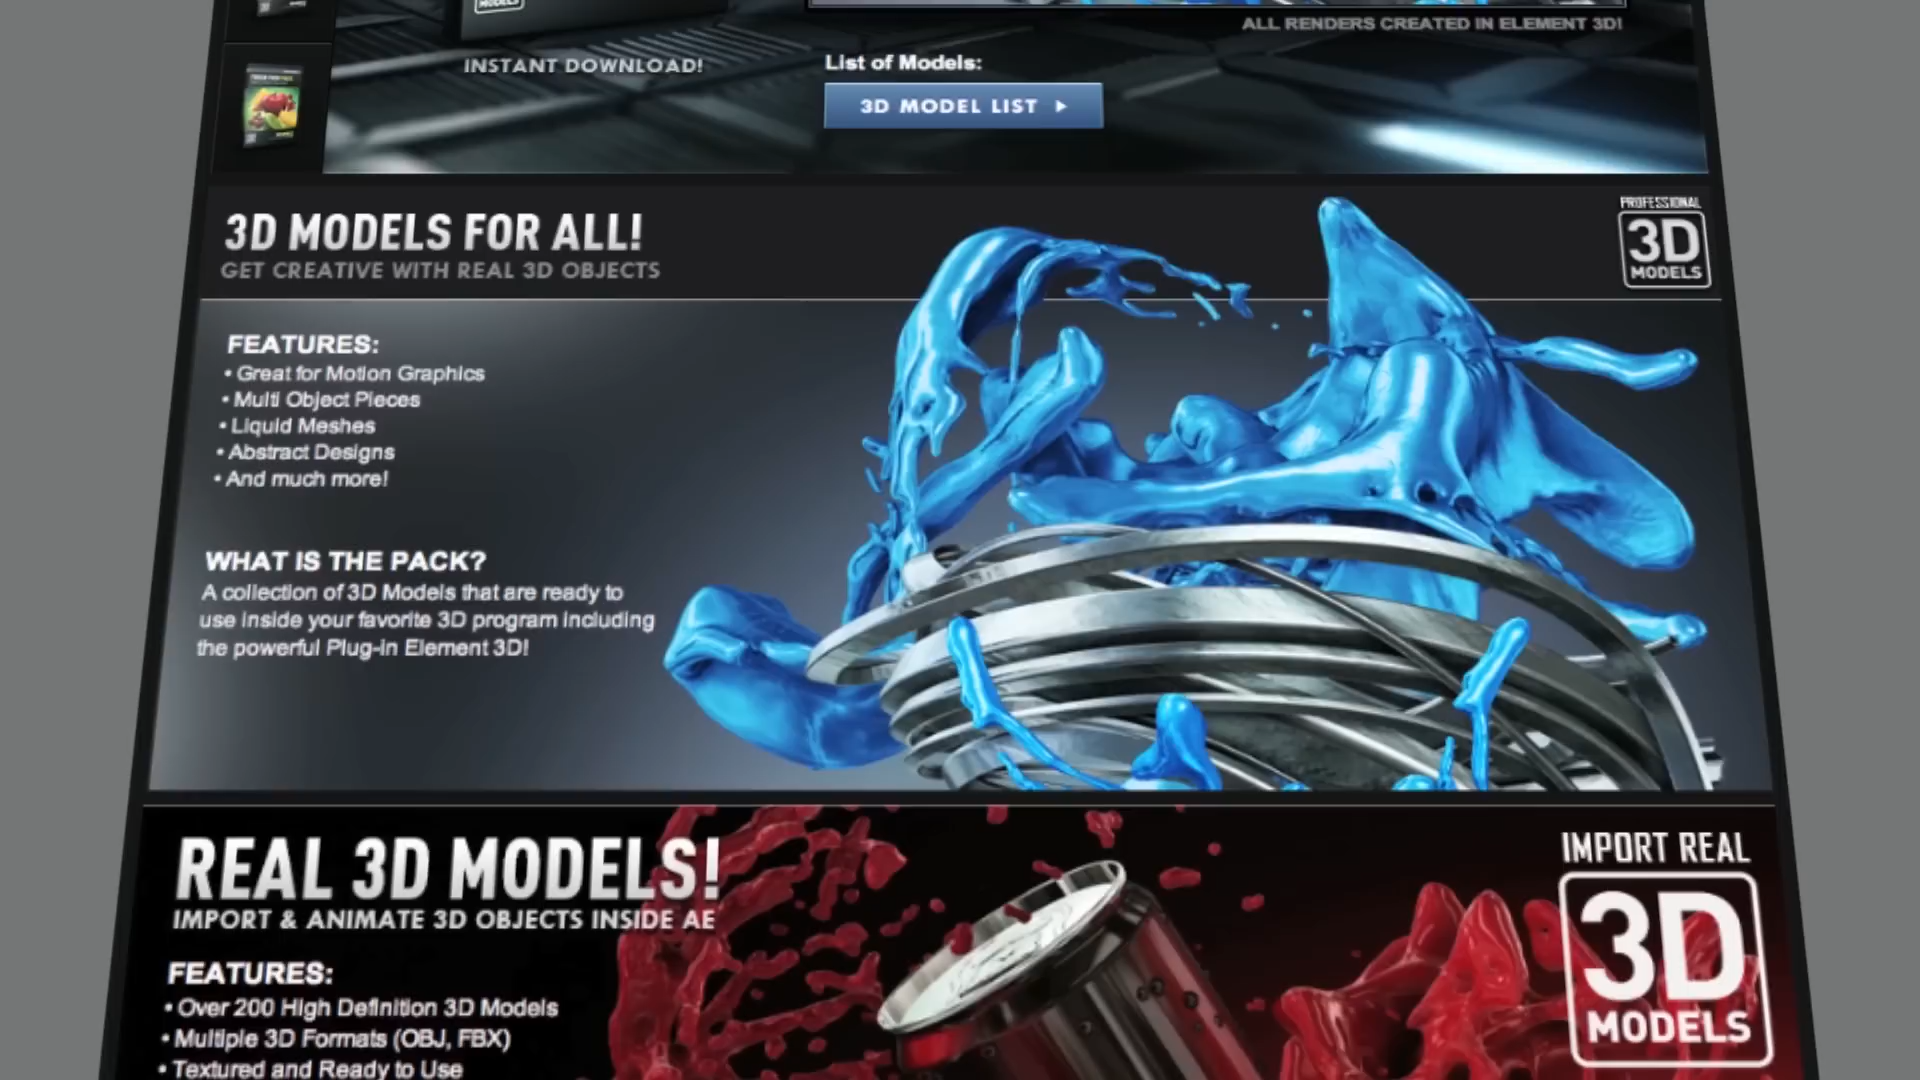 MODELS
ALL RENDERS CREATED IN ELEMENT 3D!
INSTANT DOWNLOAD!
List of Models:
3D MODEL LIST
3D MODELS FOR ALL!
GET CREATIVE WITH REAL 3D OBJECTS
PROFESSIONAL
3D
MODELS
FEATURES:
• Great for Motion Graphics
• Multi Object Pieces
• Liquid Meshes
• Abstract Designs
• And much more!
WHAT IS THE PACK?
A collection of 3D Models that are ready to
use inside your favorite 3D program including
the powerful Plug-in Element 3D!
REAL 3D MODELS!
IMPORT & ANIMATE 3D OBJECTS INSIDE AE
IMPORT REAL
3D
MODELS
FEATURES:
• Over 200 High Definition 3D Models
• Multiple 3D Formats (OBJ, FBX)
• Textured and Ready to Use